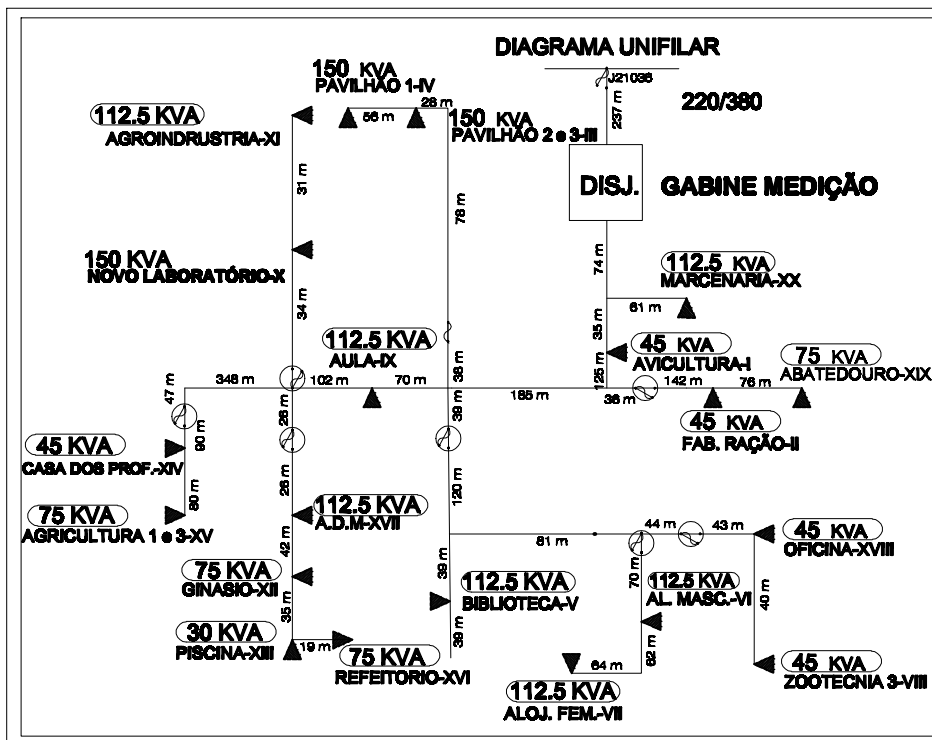 DIAGRAMA UNIFILAR
J21036
220/380
237 m
DISJ.
GABINE MEDIÇÃO
150 KVA
PAVILHÃO 1-IV
56 m
28 m
150 KVA
PAVILHÃO 2 e 3-III
78 m
112.5 KVA
AGROINDRUSTRIA-XI
31 m
150 KVA
NOVO LABORATÓRIO-X
34 m
74 m
112.5 KVA
MARCENARIA-XX
61 m
35 m
112.5 KVA
AULA-IX
45 KVA
AVICULTURA-I
125 m
75 KVA
ABATEDOURO-XIX
38 m
47 m
348 m
102 m
70 m
185 m
36 m
142 m
76 m
45 KVA
FAB. RAÇÃO-II
26 m
39 m
90 m
45 KVA
CASA DOS PROF.-XIV
80 m
75 KVA
AGRICULTURA 1 e 3-XV
26 m
112.5 KVA
A.D.M-XVII
42 m
120 m
81 m
44 m
43 m
45 KVA
OFICINA-XVIII
75 KVA
GINASIO-XII
35 m
39 m
112.5 KVA
BIBLIOTECA-V
39 m
70 m
112.5 KVA
AL. MASC.-VI
40 m
30 KVA
PISCINA-XIII
19 m
75 KVA
REFEITORIO-XVI
62 m
64 m
112.5 KVA
ALOJ. FEM.-VII
45 KVA
ZOOTECNIA 3-VIII